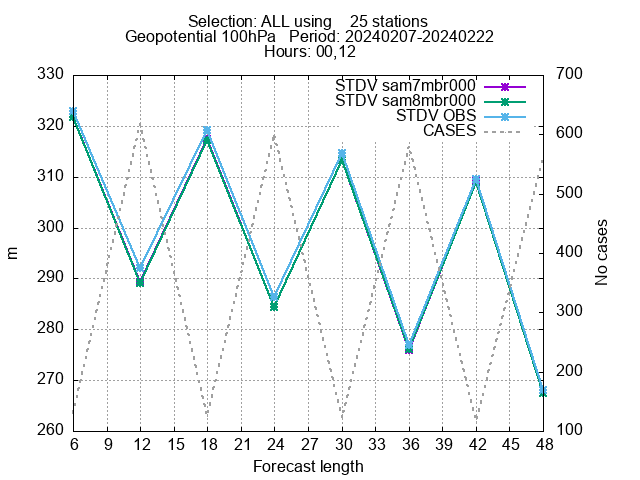 Selection: ALL using    25 stations
Geopotential 100hPa   Period: 20240207-20240222
Hours: 00,12
330
320
310
300
290
280
270
260
m
700
600
500
400
300
200
100
No cases
STDV sam7mbr000
STDV sam8mbr000
STDV OBS
CASES
6 9 12 15 18 21 24 27 30 33 36 39 42 45 48
Forecast length